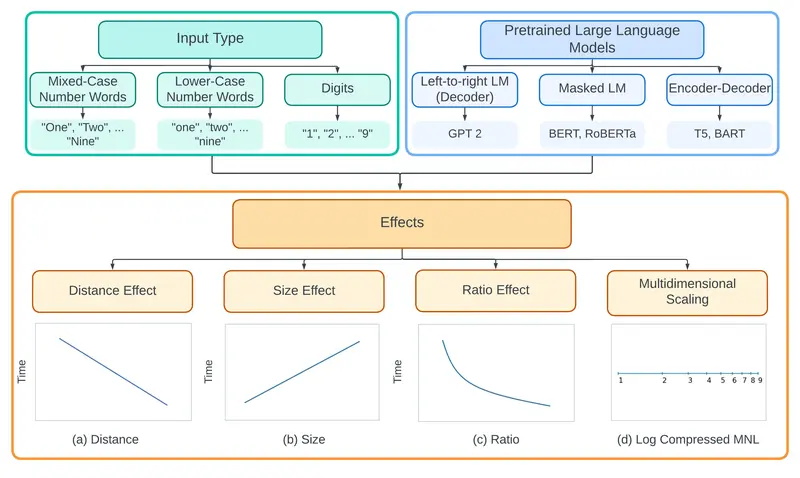 Input Type
Mixed-Case
Number Words
Lower-Case
Number Words
Digits
"One", "Two", ...
"Nine"
"one", "two", ...
"nine"
"1", "2", ... "9"
Pretrained Large Language
Models
Left-to-right LM
(Decoder)
Masked LM
Encoder-Decoder
GPT 2
BERT, RoBERTa
T5, BART
Effects
Distance Effect
Size Effect
Ratio Effect
Multidimensional
Scaling
Time
Time
Time
1 2 3 4 5 6 7 8 9
(a) Distance
(b) Size
(c) Ratio
(d) Log Compressed MNL